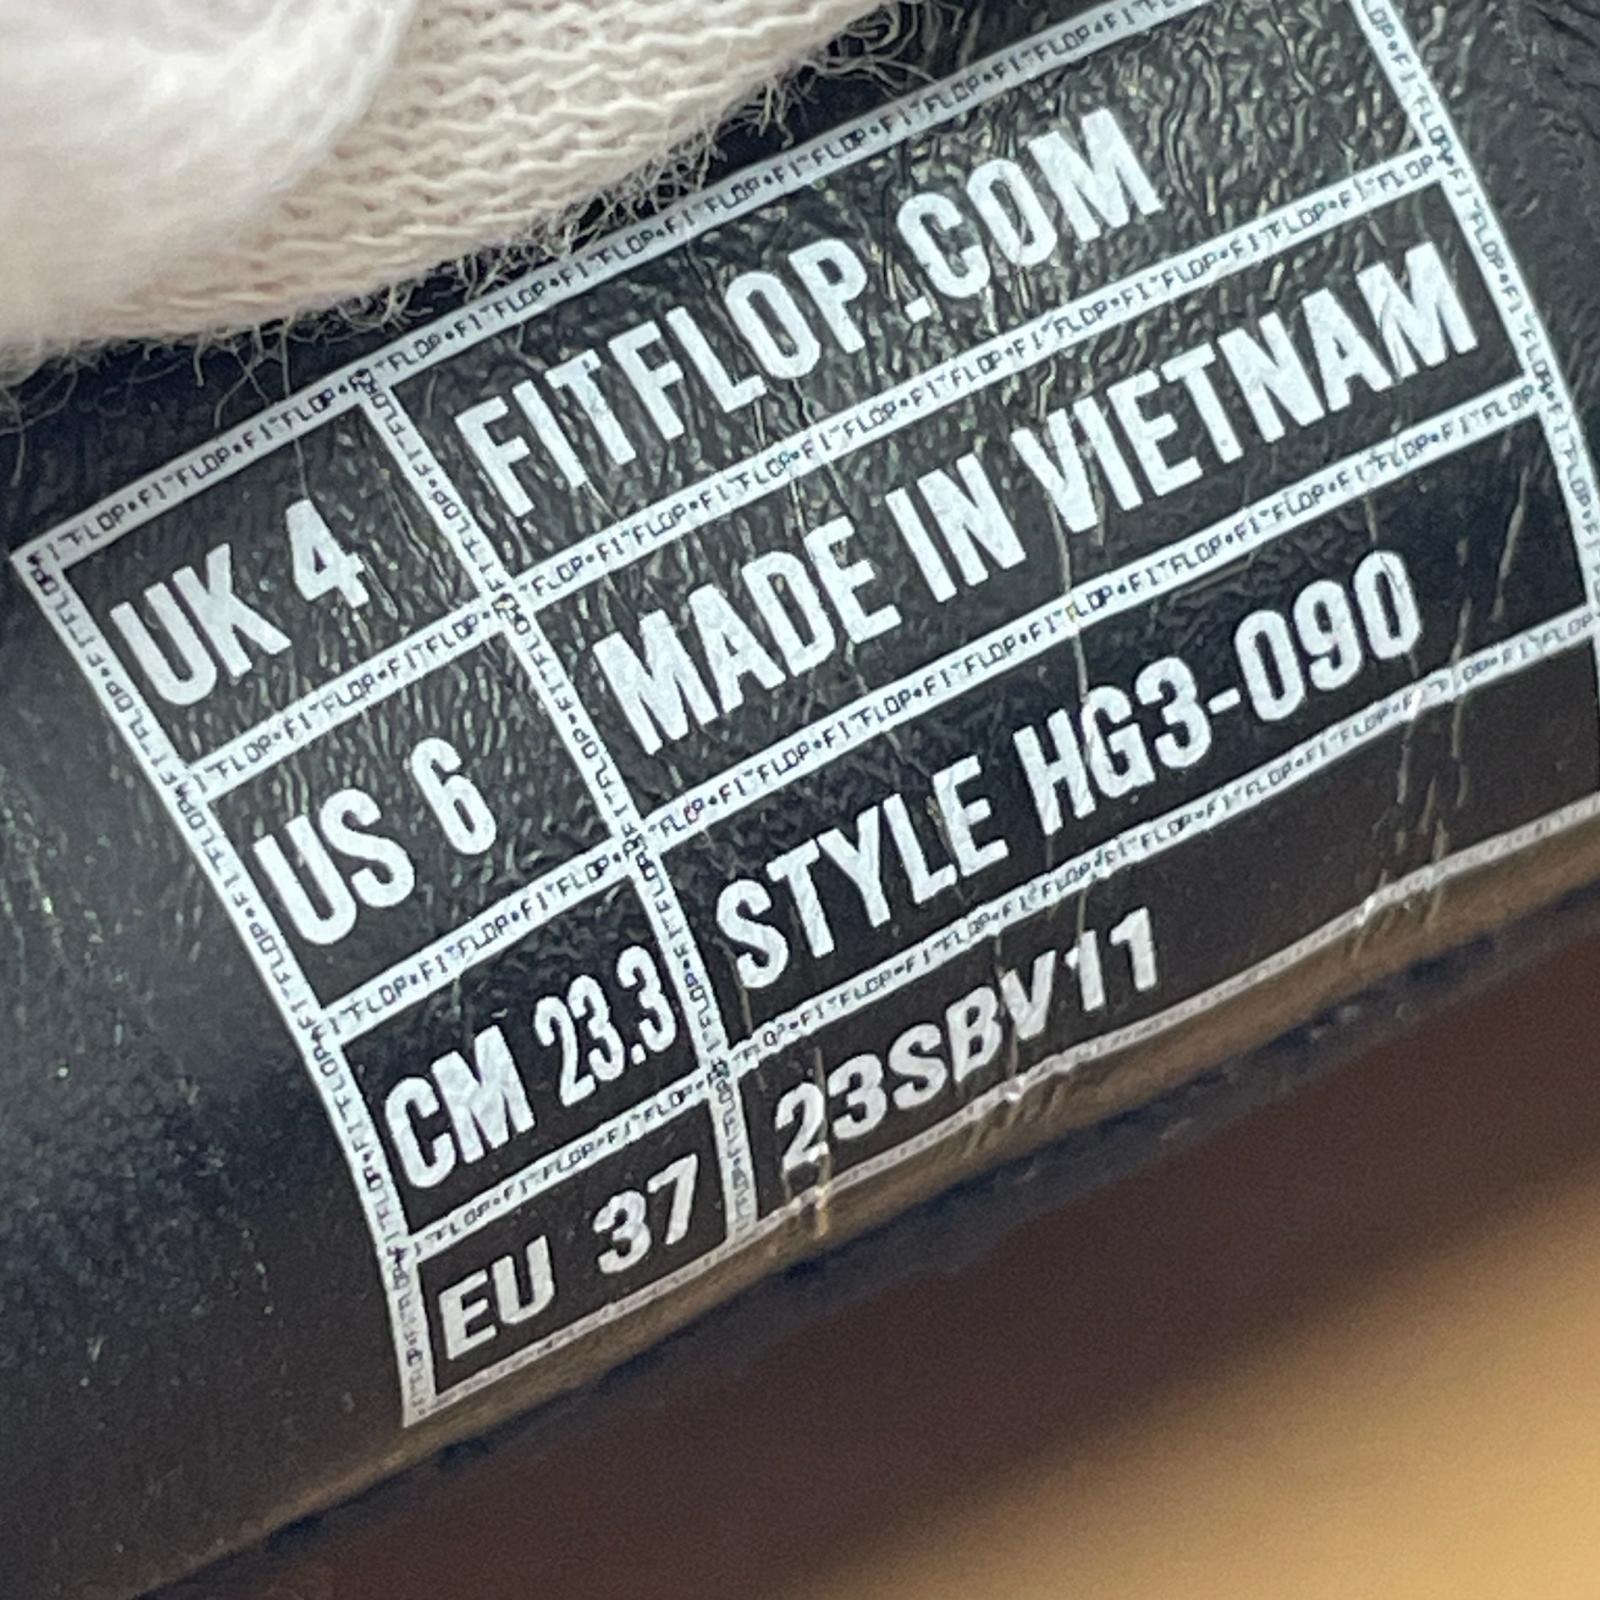 UK 4
FITFLOP.COM
US 6
MADE IN VIETNAM
CM 23.3
STYLE HG3-090
EU 37
23SBV11